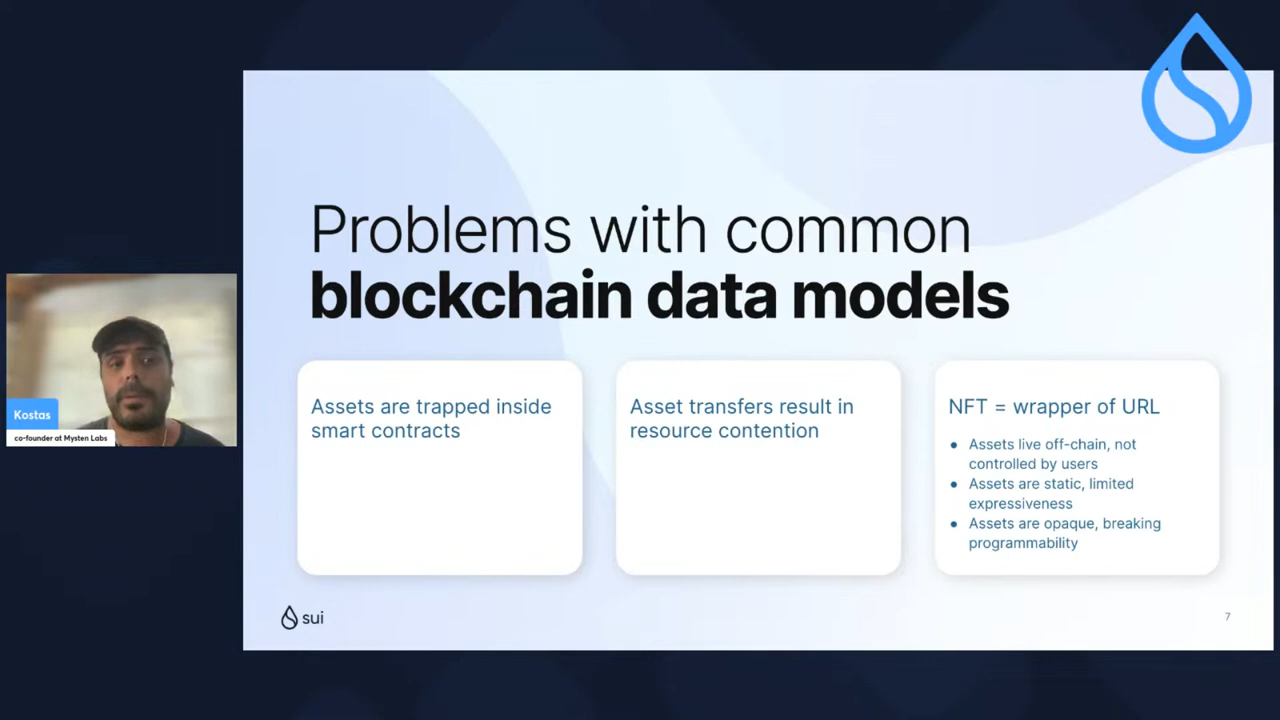 Problems with common
blockchain data models
Assets are trapped inside
smart contracts
Asset transfers result in
resource contention
NFT = wrapper of URL
● Assets live off-chain, not
controlled by users
● Assets are static, limited
expressiveness
● Assets are opaque, breaking
programmability
Kostas
co-founder at Mysten Labs
sui
7